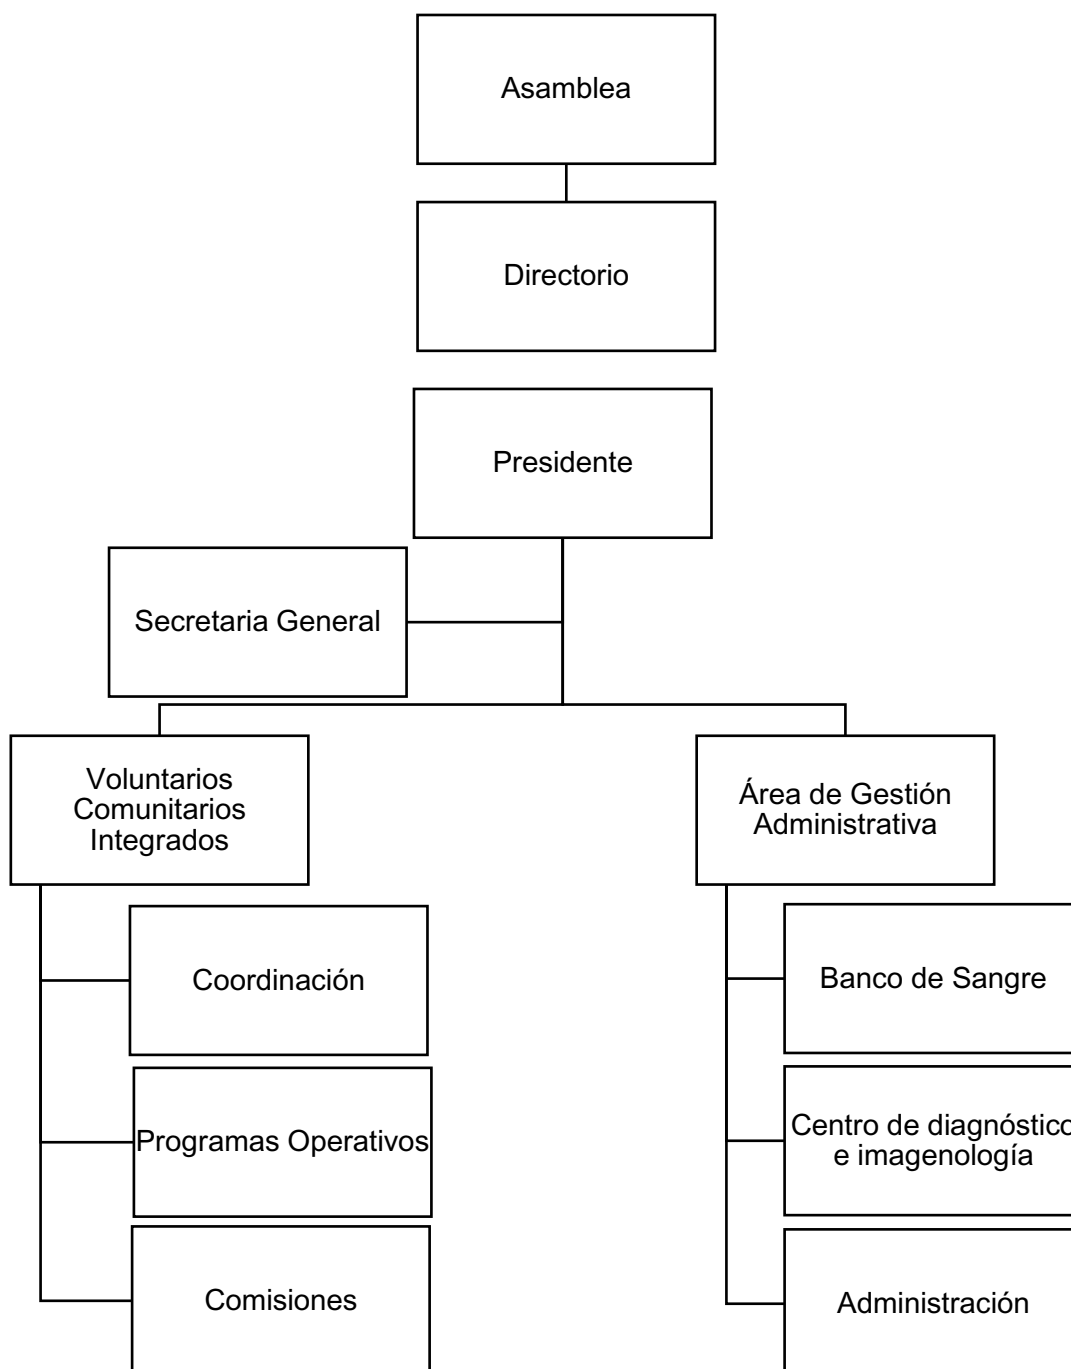 Asamblea
Directorio
Presidente
Secretaria General
Voluntarios
Comunitarios
Integrados
Área de Gestión
Administrativa
Coordinación
Banco de Sangre
Programas Operativos
Centro de diagnóstico
e imagenología
Comisiones
Administración